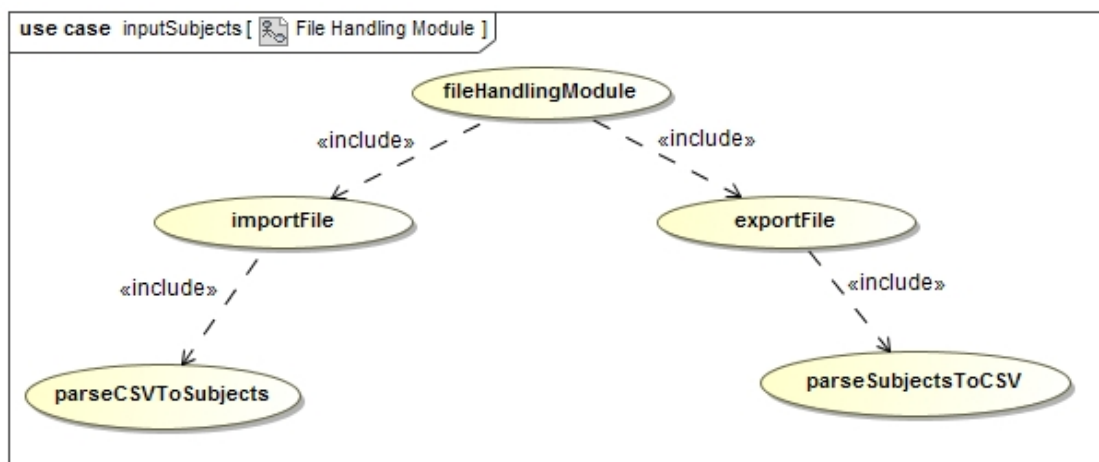 use case inputSubjects [ File Handling Module ]
fileHandlingModule
«include» «include»
importFile exportFile
«include» «include»
parseCSVToSubjects parseSubjectsToCSV